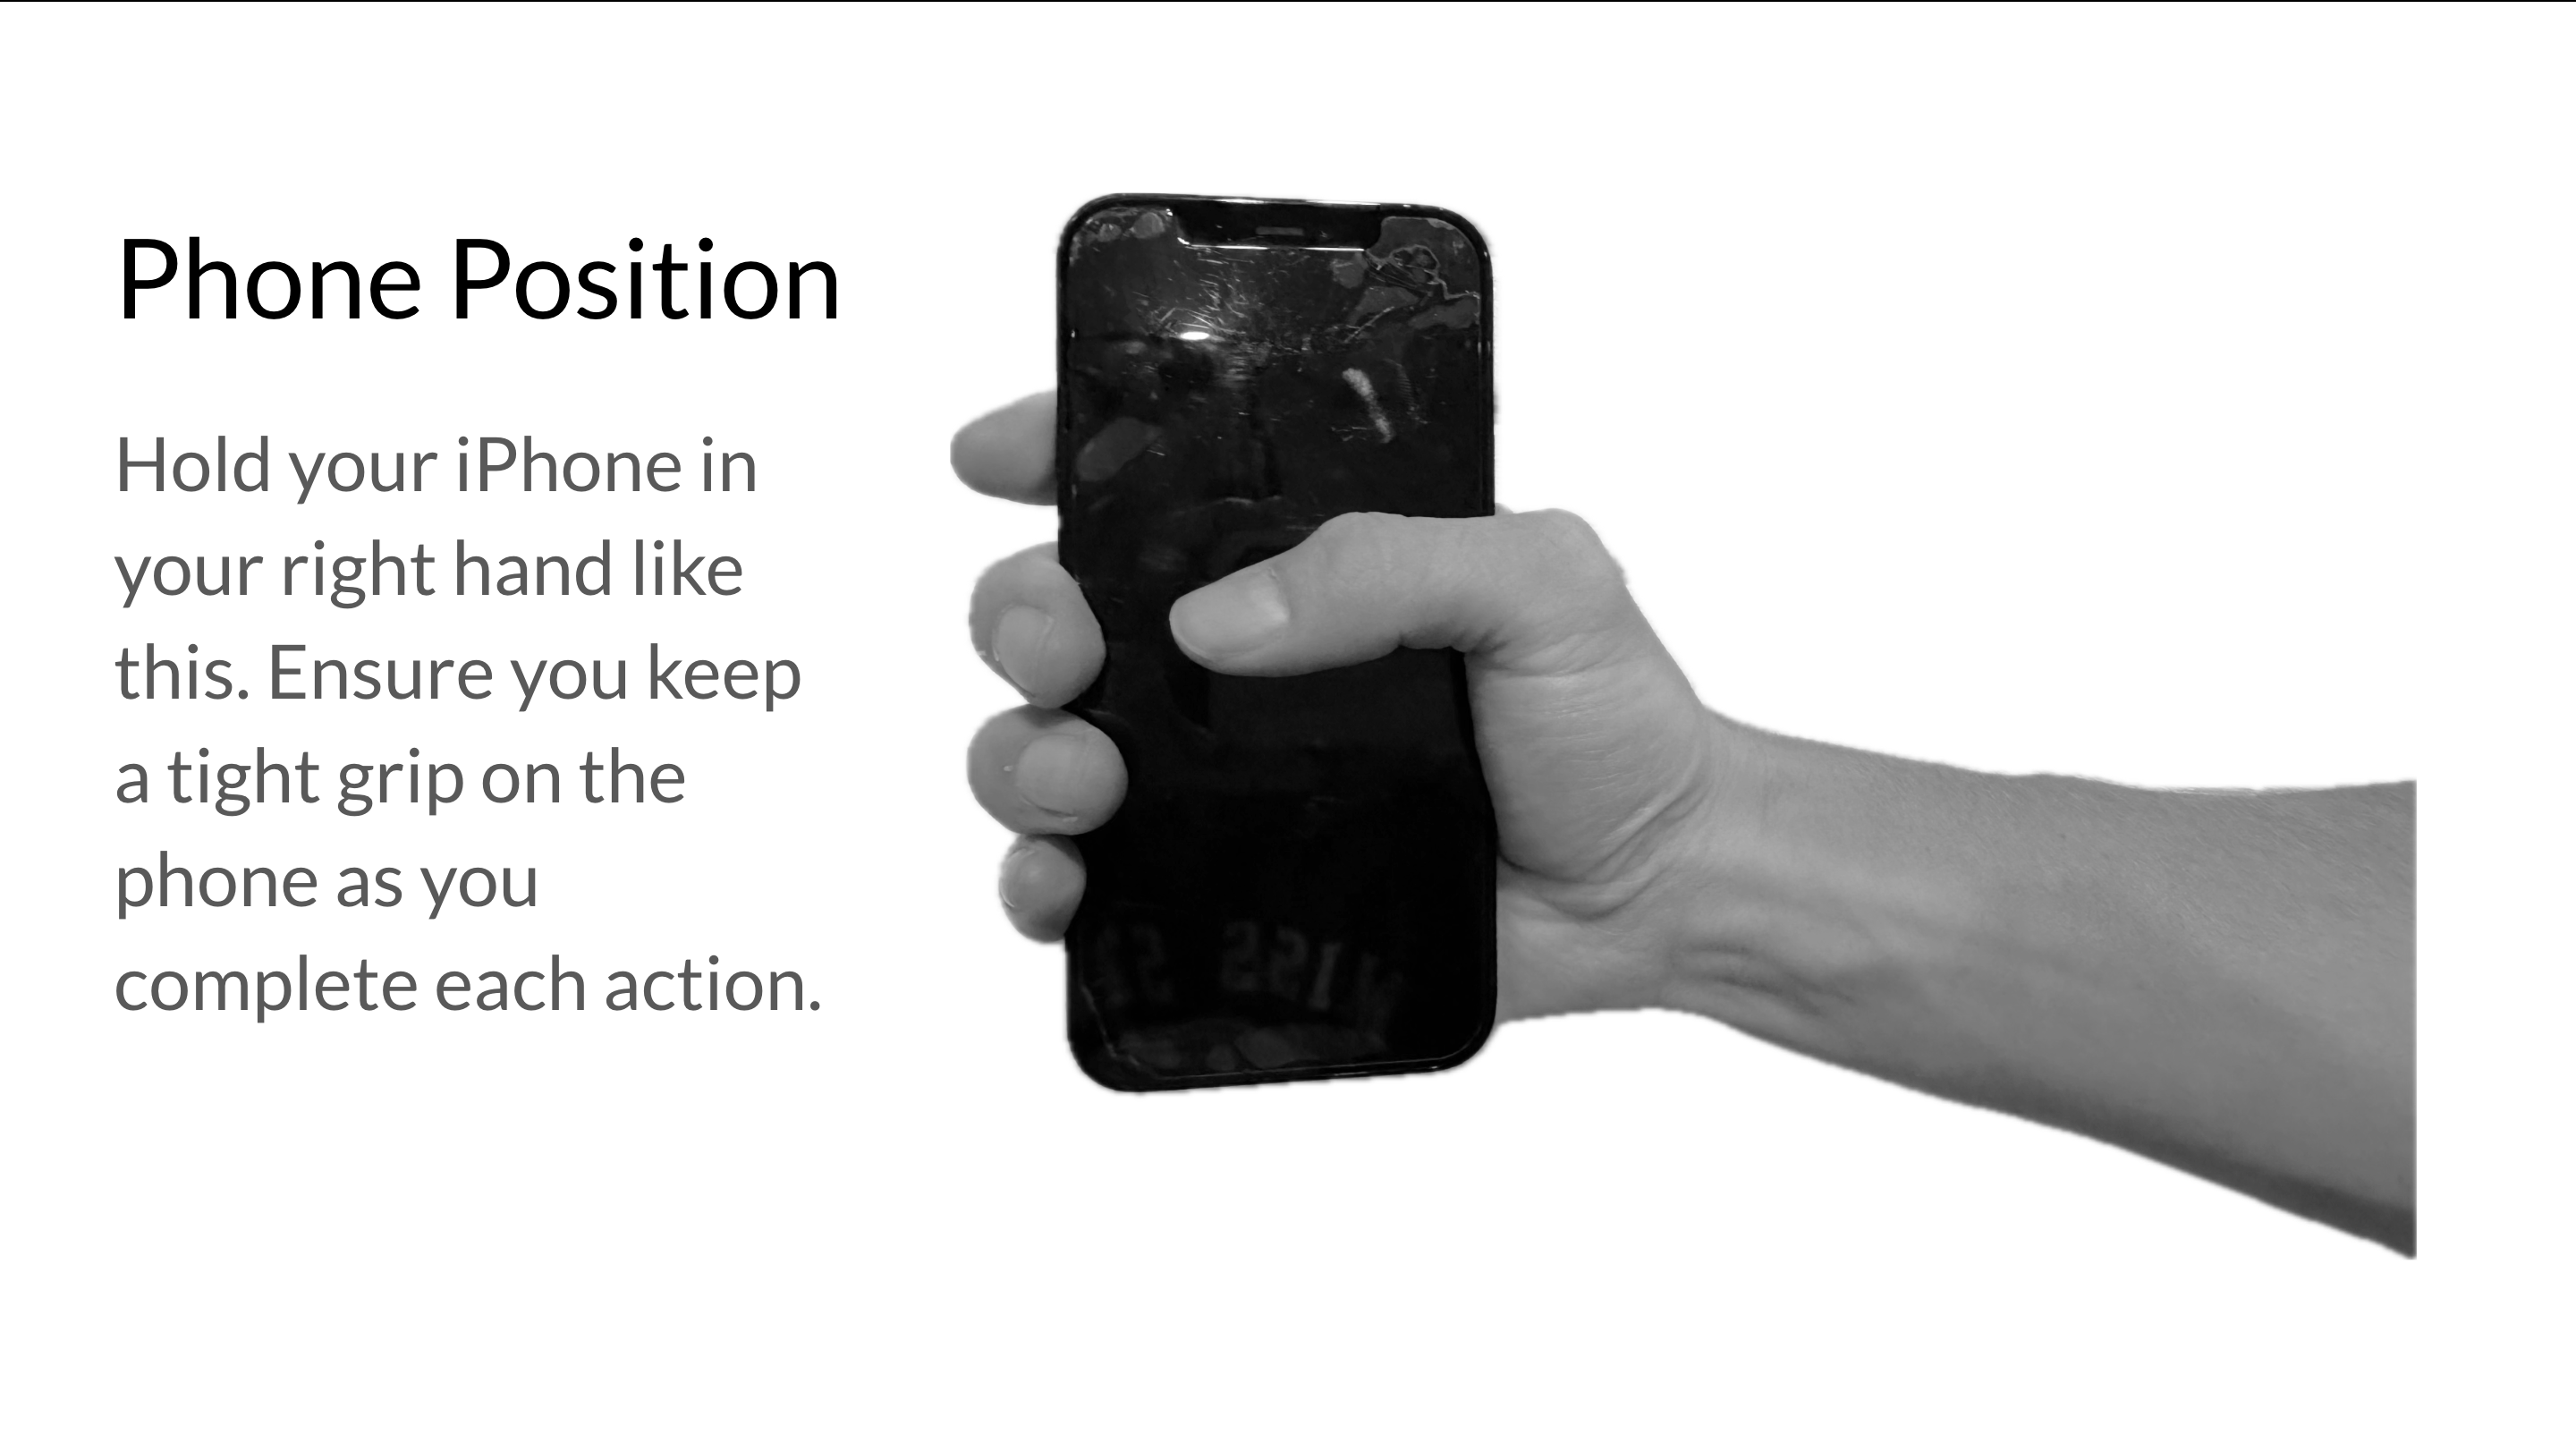 Phone Position
Hold your iPhone in
your right hand like
this. Ensure you keep
a tight grip on the
phone as you
complete each action.